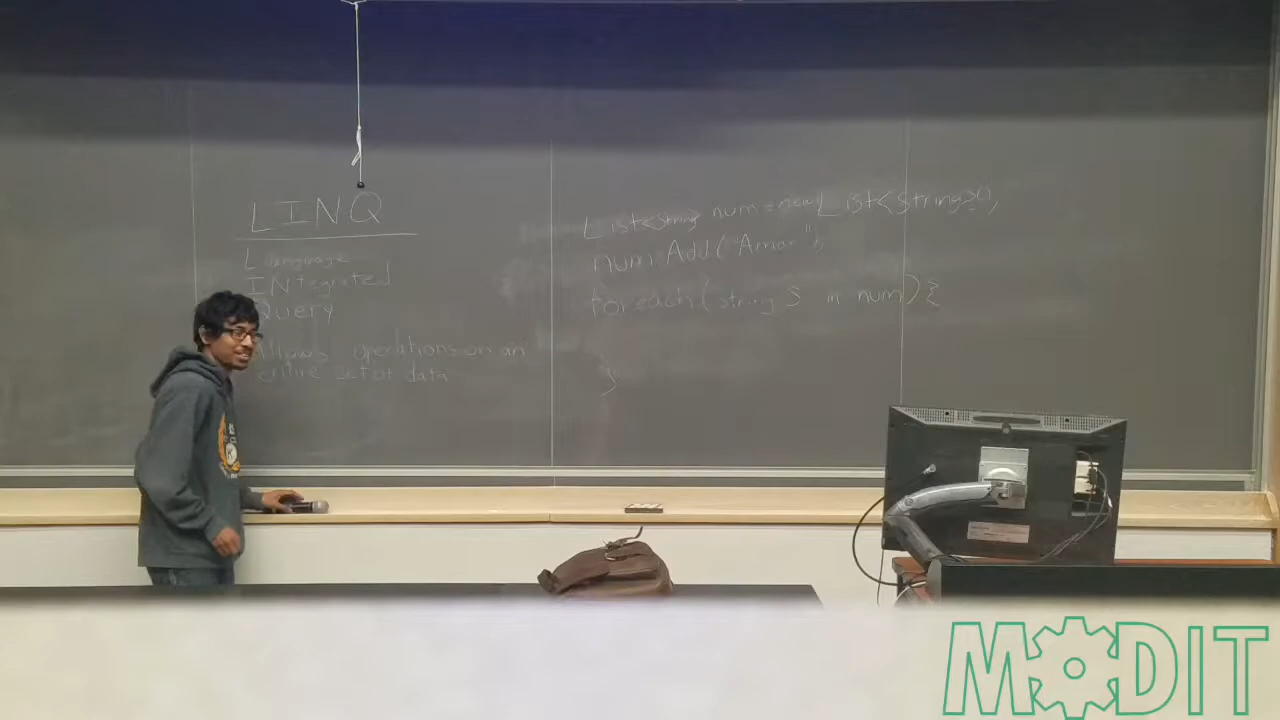 LINQ
Language
INtegrated
Query
Allows operations on an
entire set of data
List<String> num = new List<String>();
num.Add("Amar");
foreach(string S in num){
}
MODIT